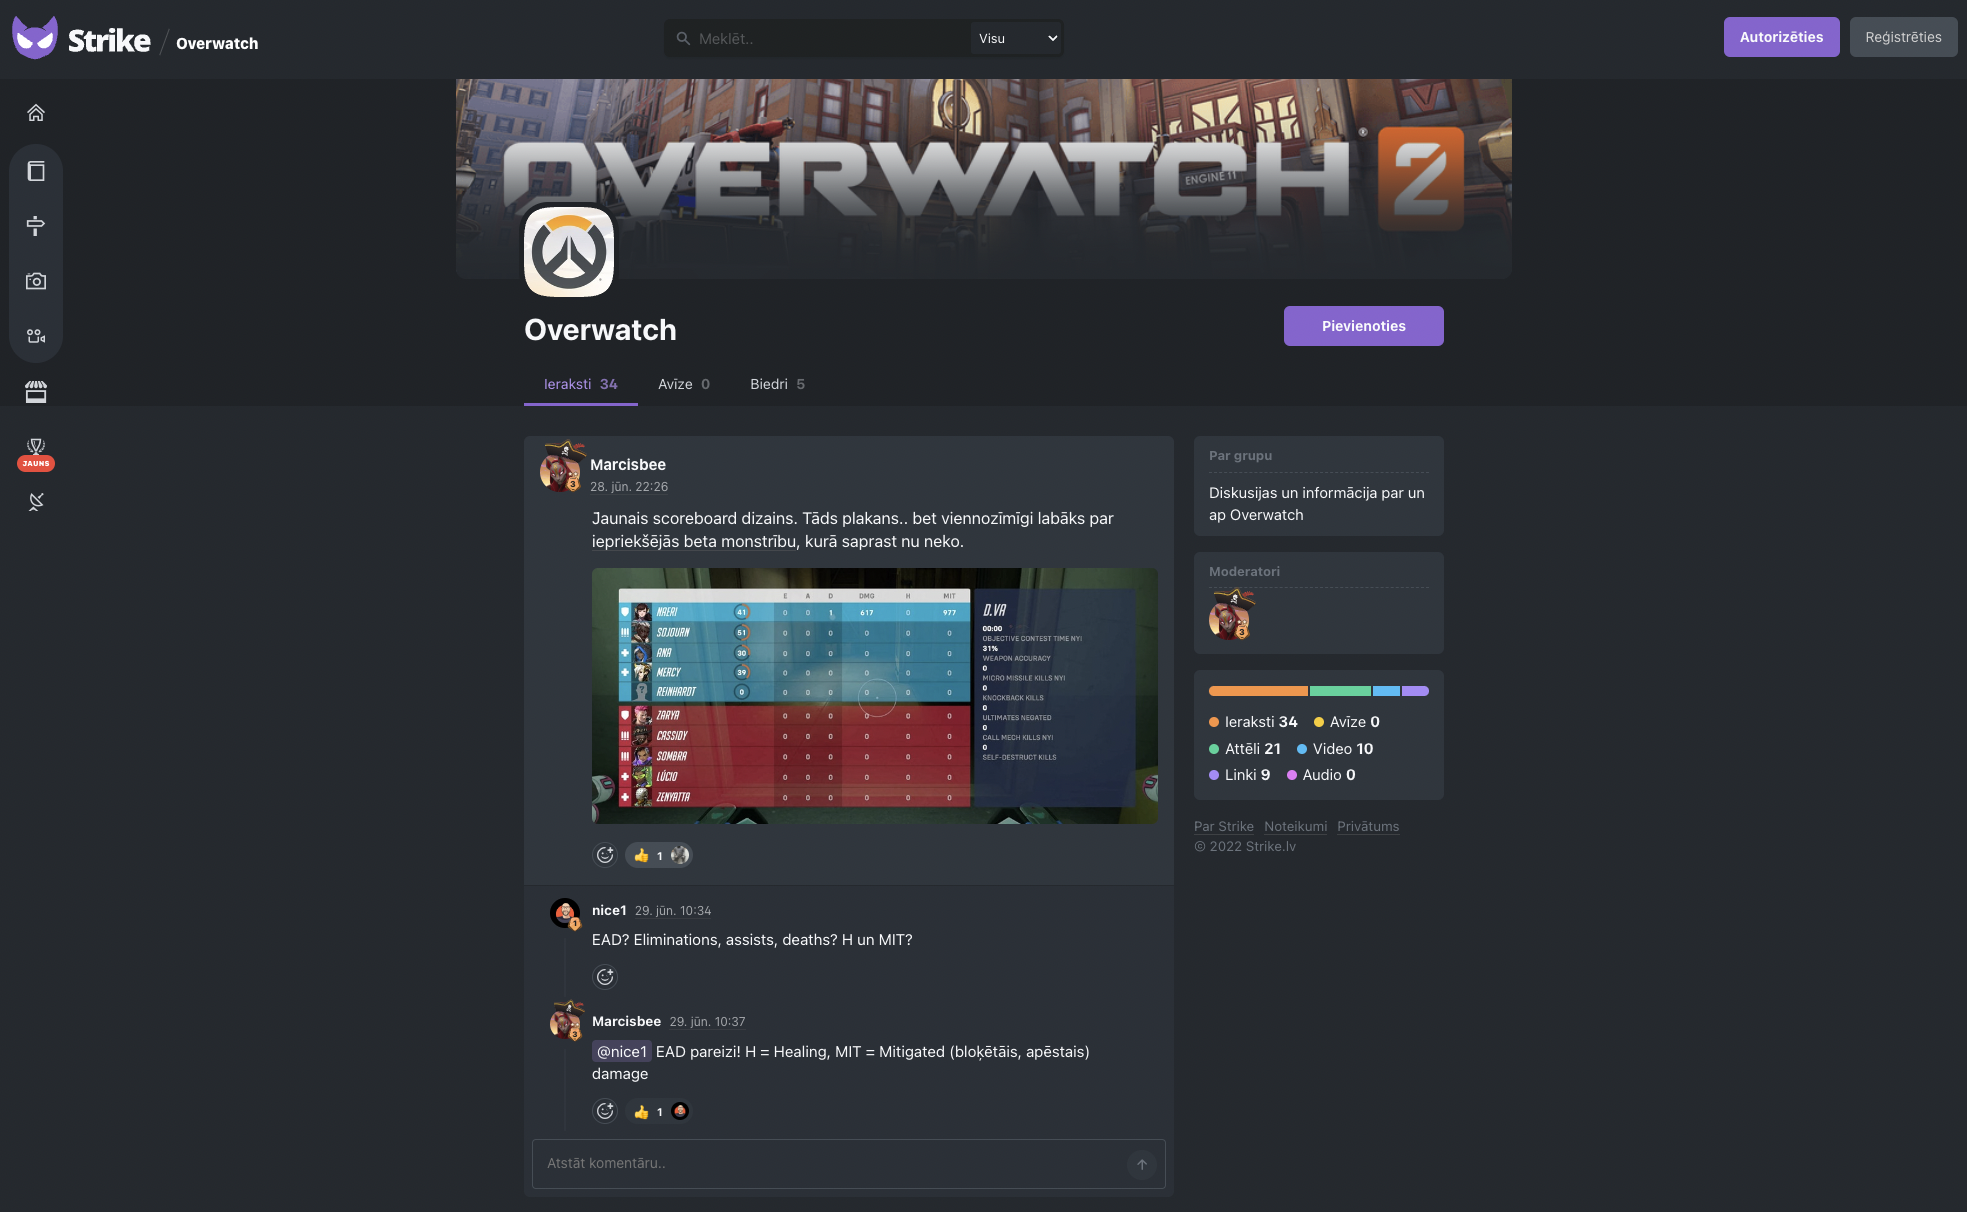 Strike
Overwatch
Meklēt..
Visu
Autorizēties
Reģistrēties
OVERWATCH 2
ENGINE 11
Overwatch
Pievienoties
Ieraksti 34
Avīze 0
Biedri 5
JAUNS
Marcisbee
28. jūn. 22:26
Jaunais scoreboard dizains. Tāds plakans.. bet viennozīmīgi labāks par
iepriekšējās beta monstrību, kurā saprast nu neko.
E A D DMG H MIT
NAERI 41 0 0 1 617 0 977
SOJOURN 51 0 0 0 0 0 0
ANA 30 0 0 0 0 0 0
MERCY 39 0 0 0 0 0 0
REINHARDT 0 0 0 0 0 0 0
ZARYA 0 0 0 0 0 0
CASSIDY 0 0 0 0 0 0
SOMBRA 0 0 0 0 0 0
LÚCIO 0 0 0 0 0 0
ZENYATTA 0 0 0 0 0 0
D.VA
00:00
OBJECTIVE CONTEST TIME NYI
31%
WEAPON ACCURACY
0
MICRO MISSILE KILLS NYI
0
KNOCKBACK KILLS
0
ULTIMATES NEGATED
0
CALL MECH KILLS NYI
0
SELF-DESTRUCT KILLS
1
nice1 29. jūn. 10:34
EAD? Eliminations, assists, deaths? H un MIT?
Marcisbee 29. jūn. 10:37
@nice1 EAD pareizi! H = Healing, MIT = Mitigated (bloķētāis, apēstais)
damage
1
Atstāt komentāru..
Par grupu
Diskusijas un informācija par un
ap Overwatch
Moderatori
3
Ieraksti 34 Avīze 0
Attēli 21 Video 10
Linki 9 Audio 0
Par Strike Noteikumi Privātums
© 2022 Strike.lv